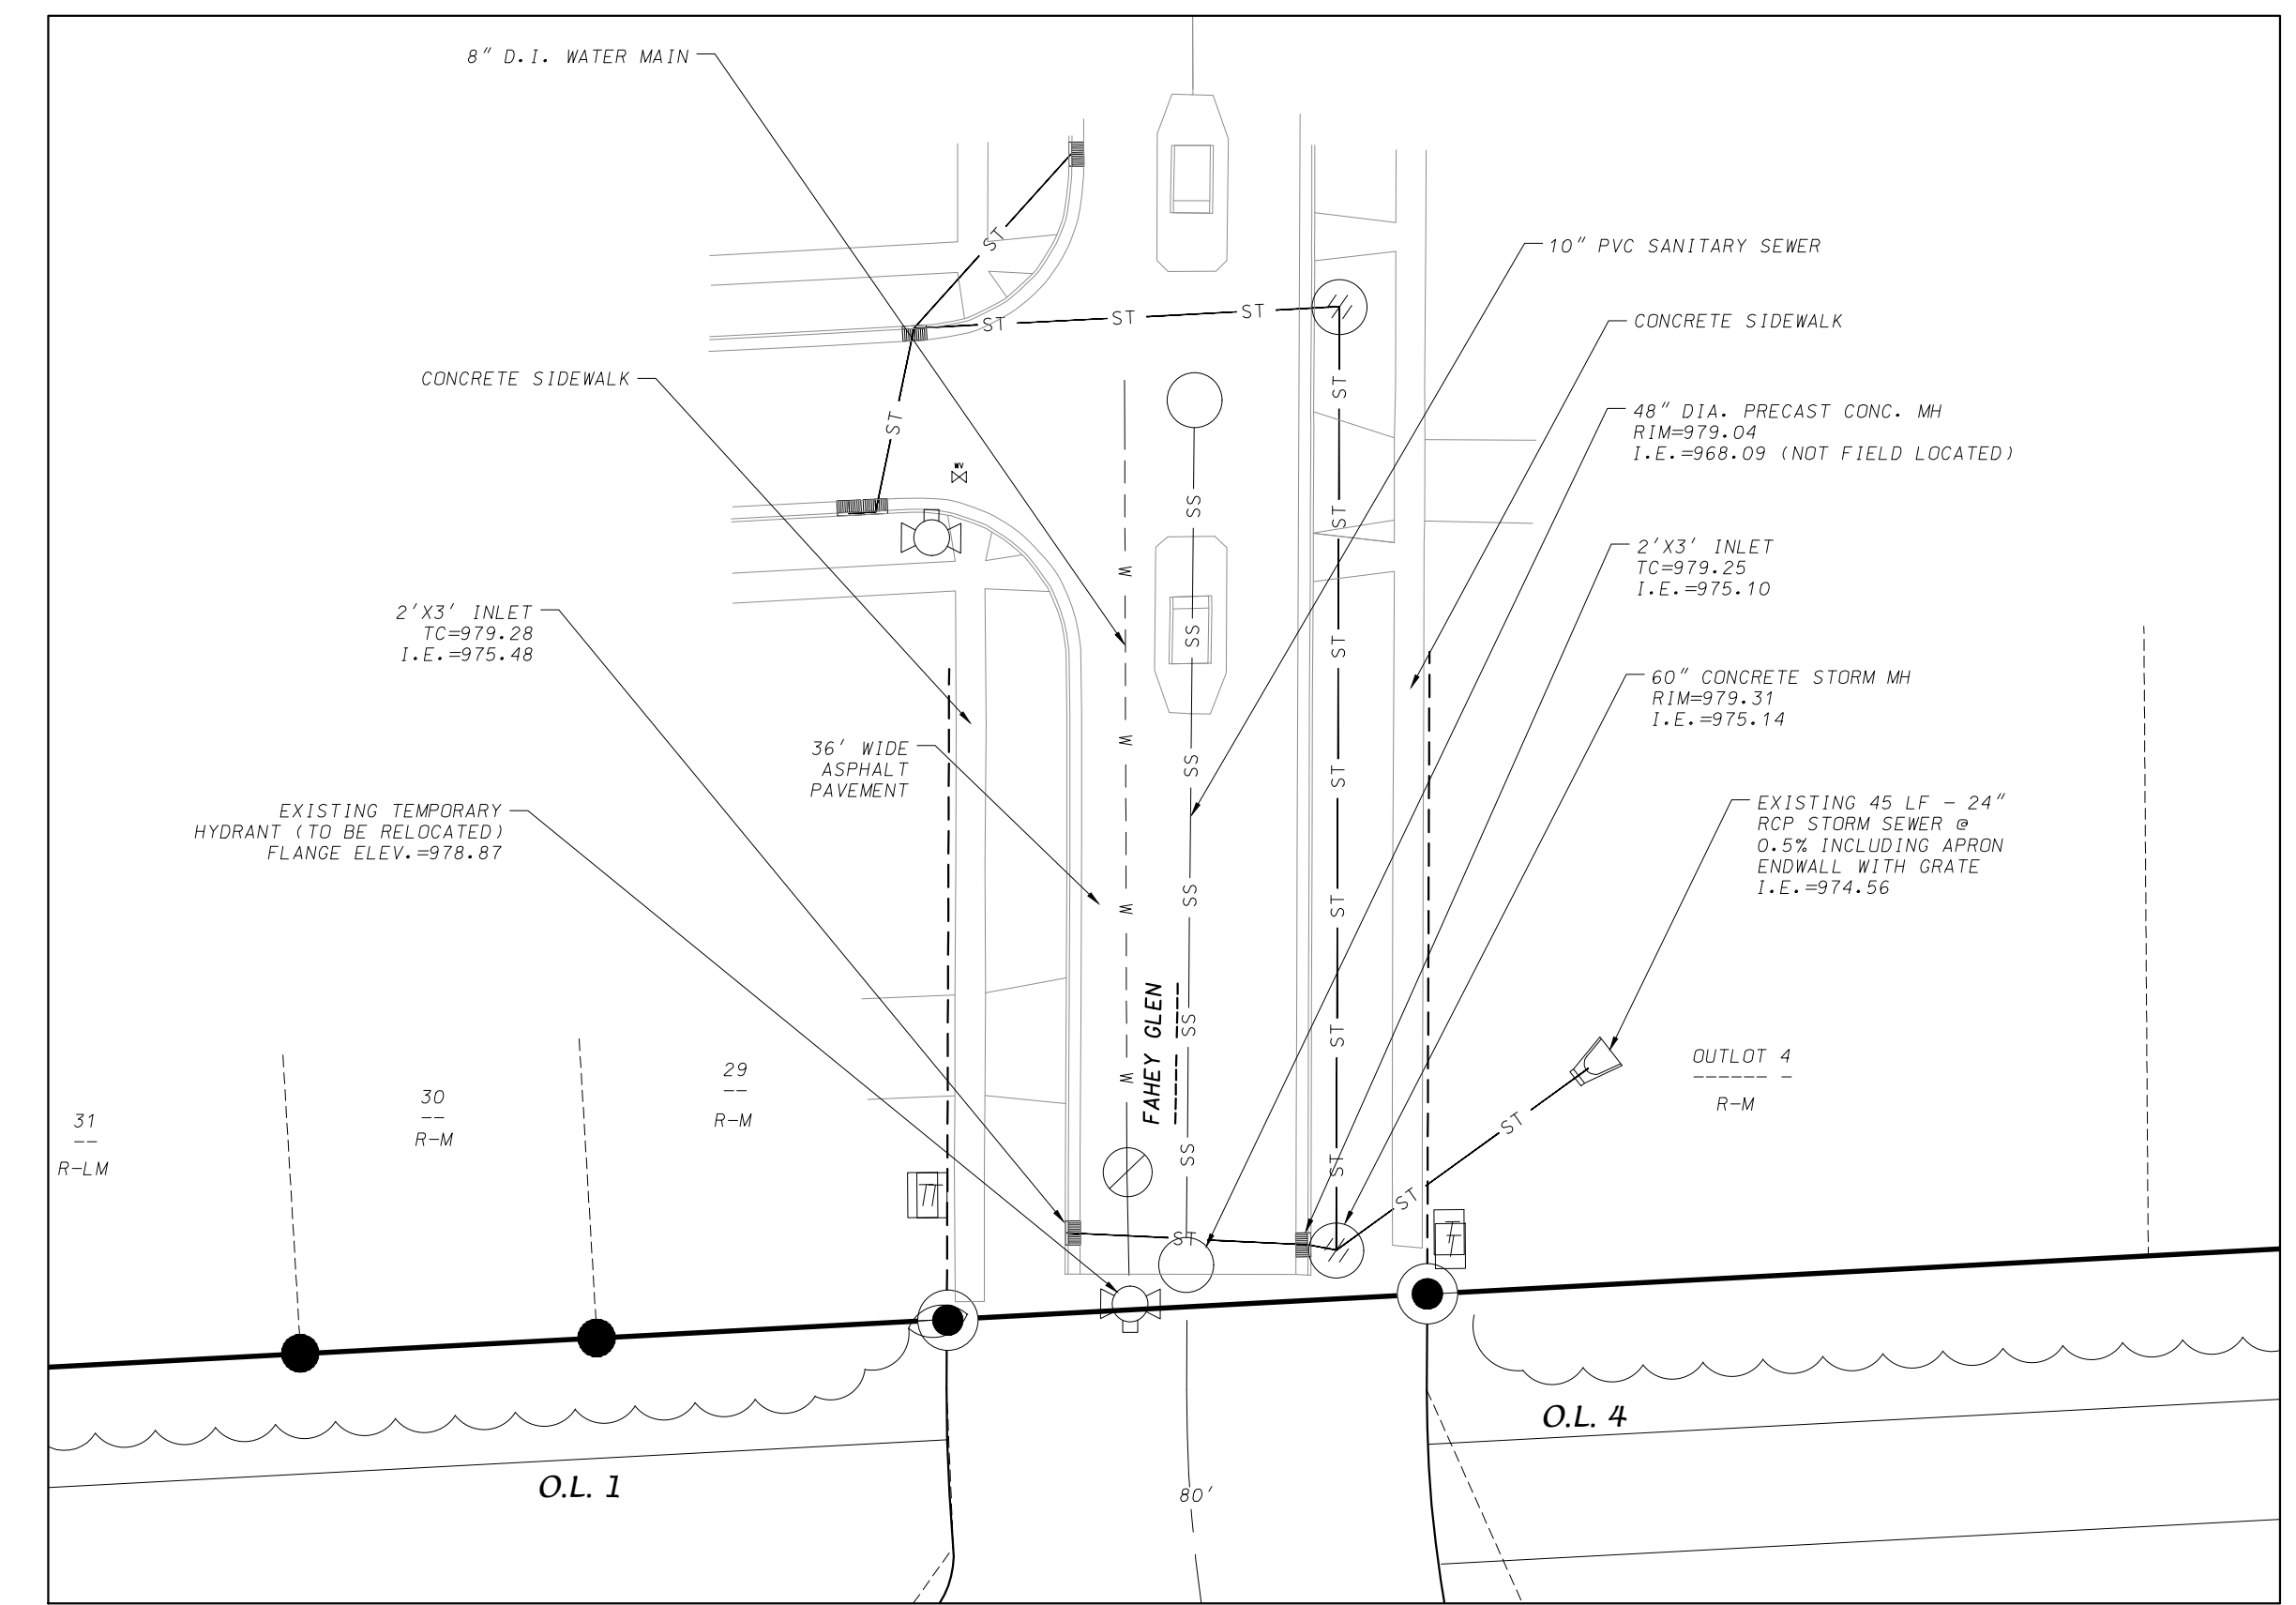 8" D.I. WATER MAIN
10" PVC SANITARY SEWER
CONCRETE SIDEWALK
CONCRETE SIDEWALK
48" DIA. PRECAST CONC. MH
RIM=979.04
I.E.=968.09 (NOT FIELD LOCATED)
2'X3' INLET
TC=979.25
I.E.=975.10
2'X3' INLET
TC=979.28
I.E.=975.48
60" CONCRETE STORM MH
RIM=979.31
I.E.=975.14
36' WIDE
ASPHALT
PAVEMENT
EXISTING TEMPORARY
HYDRANT (TO BE RELOCATED)
FLANGE ELEV.=978.87
EXISTING 45 LF - 24"
RCP STORM SEWER @
0.5% INCLUDING APRON
ENDWALL WITH GRATE
I.E.=974.56
ST
ST
ST
ST
ST
ST
WV
ST
ST
ST
ST
ST
ST
ST
ST
ST
ST
SS
SS
SS
SS
SS
SS
W
W
W
W
FAHEY GLEN
31
--
R-LM
30
--
R-M
29
--
R-M
OUTLOT 4
------ -
R-M
T
T
O.L. 1
O.L. 4
80'